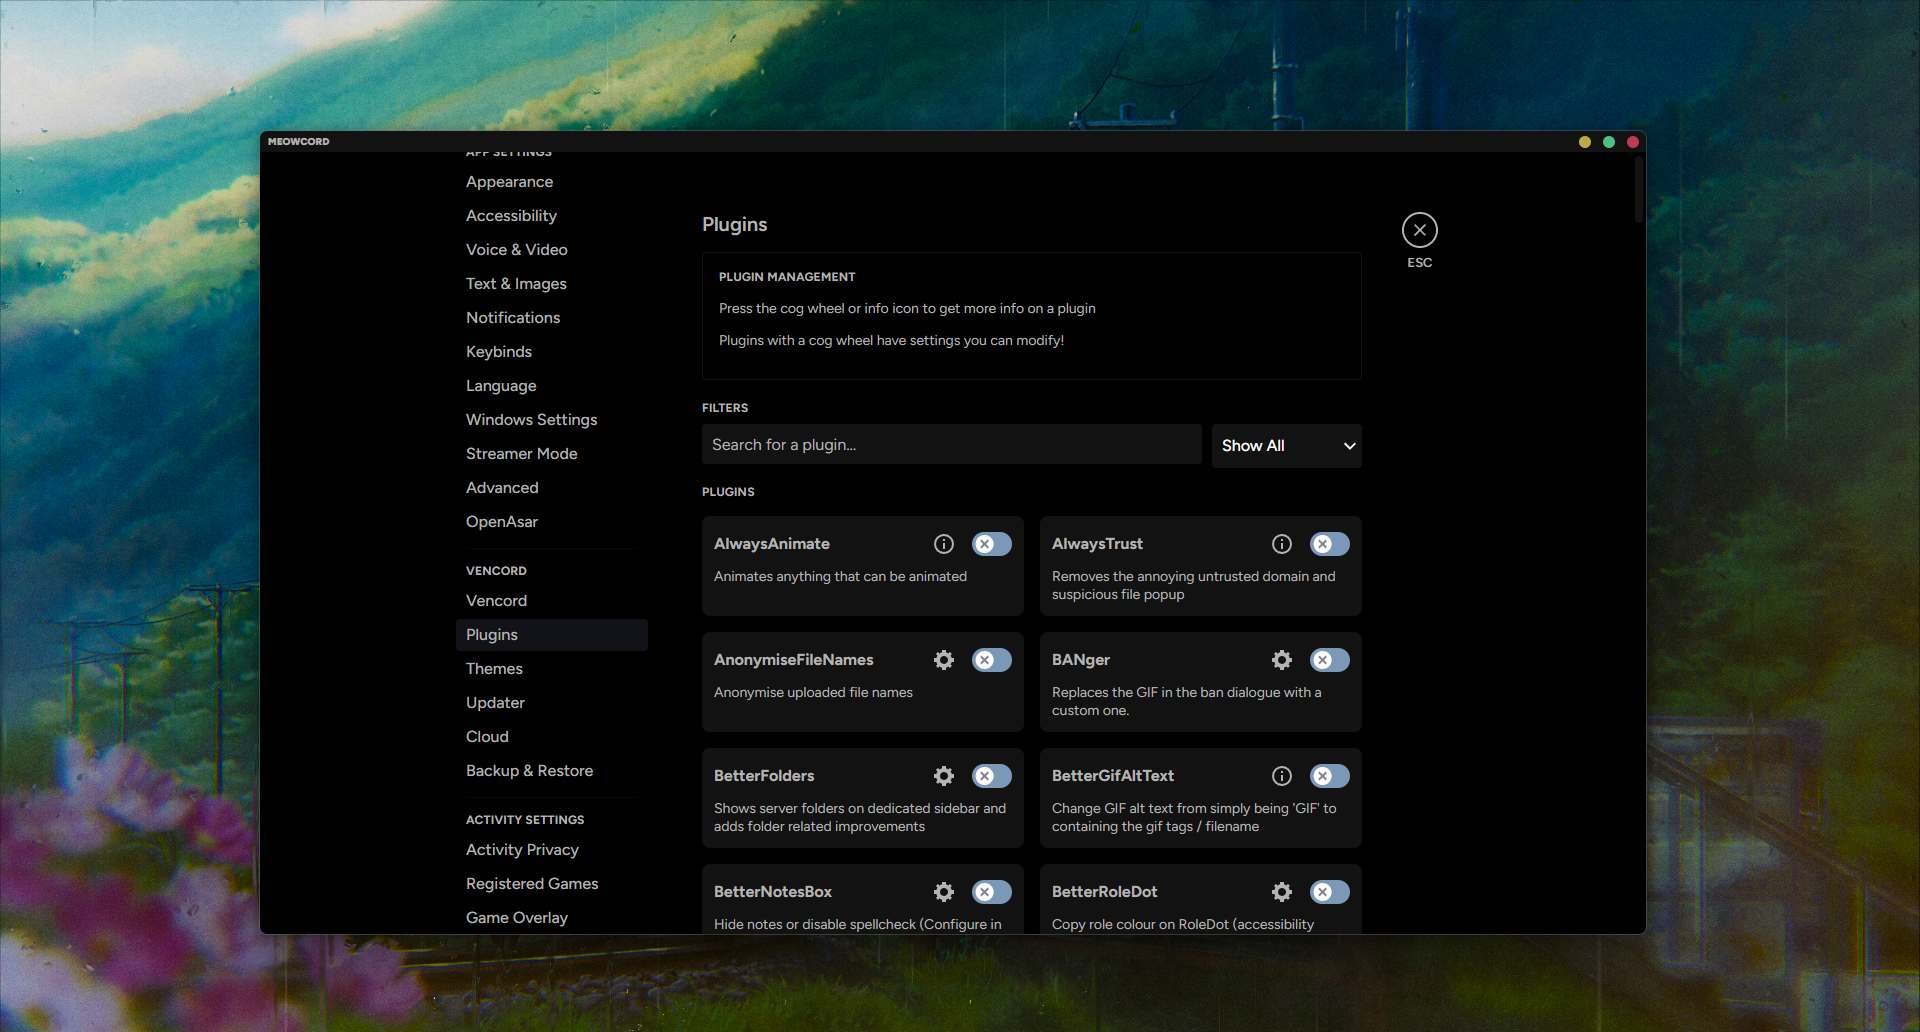 MEOWCORD
APP SETTINGS
Appearance
Accessibility
Voice & Video
Text & Images
Notifications
Keybinds
Language
Windows Settings
Streamer Mode
Advanced
OpenAsar
VENCORD
Vencord
Plugins
Themes
Updater
Cloud
Backup & Restore
ACTIVITY SETTINGS
Activity Privacy
Registered Games
Game Overlay
Plugins
ESC
PLUGIN MANAGEMENT
Press the cog wheel or info icon to get more info on a plugin
Plugins with a cog wheel have settings you can modify!
FILTERS
Search for a plugin...
Show All
PLUGINS
AlwaysAnimate
Animates anything that can be animated
AlwaysTrust
Removes the annoying untrusted domain and
suspicious file popup
AnonymiseFileNames
Anonymise uploaded file names
BANger
Replaces the GIF in the ban dialogue with a
custom one.
BetterFolders
Shows server folders on dedicated sidebar and
adds folder related improvements
BetterGifAltText
Change GIF alt text from simply being 'GIF' to
containing the gif tags / filename
BetterNotesBox
Hide notes or disable spellcheck (Configure in
BetterRoleDot
Copy role colour on RoleDot (accessibility